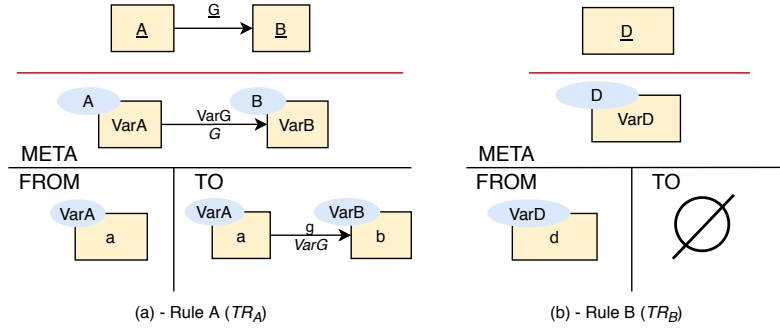 A G B
A VarA VarG G B VarB
META
FROM TO
VarA a VarA a g VarG VarB b
(a) - Rule A (TR_A)
D
D VarD
META
FROM TO
VarD d
(b) - Rule B (TR_B)